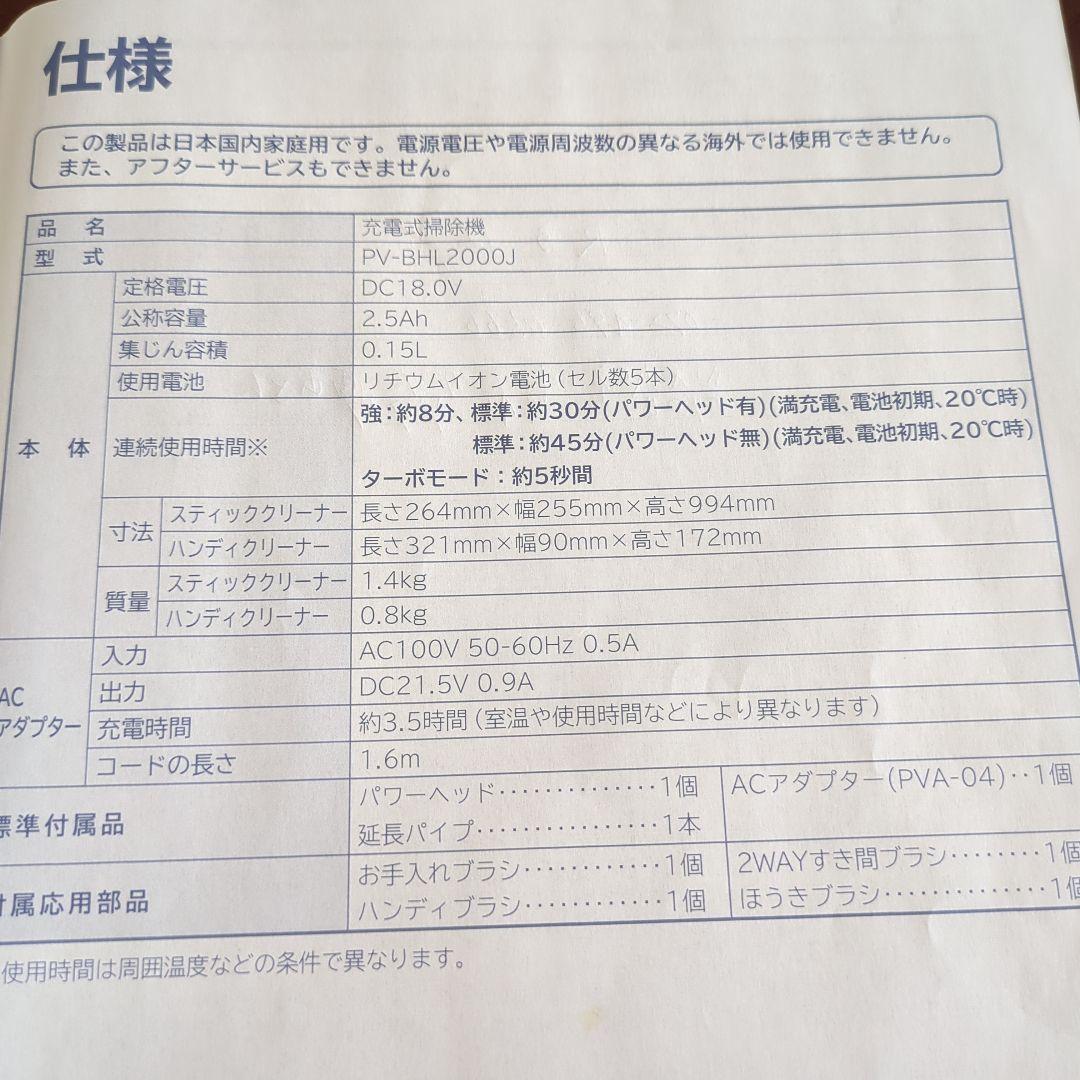 仕様
この製品は日本国内家庭用です。電源電圧や電源周波数の異なる海外では使用できません。
また、アフターサービスもできません。
品 名 充電式掃除機
型 式 PV-BHL2000J
本 体
定格電圧 DC18.0V
公称容量 2.5Ah
集じん容積 0.15L
使用電池 リチウムイオン電池(セル数5本)
連続使用時間※ 強:約8分、標準:約30分(パワーヘッド有)(満充電、電池初期、20℃時)
標準:約45分(パワーヘッド無)(満充電、電池初期、20℃時)
ターボモード:約5秒間
寸法 スティッククリーナー 長さ264mm×幅255mm×高さ994mm
ハンディクリーナー 長さ321mm×幅90mm×高さ172mm
質量 スティッククリーナー 1.4kg
ハンディクリーナー 0.8kg
AC
アダプター
入力 AC100V 50-60Hz 0.5A
出力 DC21.5V 0.9A
充電時間 約3.5時間(室温や使用時間などにより異なります)
コードの長さ 1.6m
標準付属品 パワーヘッド・・・・・・・・・・・・・・1個 ACアダプター(PVA-04)・・1個
延長パイプ・・・・・・・・・・・・・・・・1本
付属応用部品 お手入れブラシ・・・・・・・・・・・・1個 2WAYすき間ブラシ・・・・・・・・1個
ハンディブラシ・・・・・・・・・・・・1個 ほうきブラシ・・・・・・・・・・・・・・1個
使用時間は周囲温度などの条件で異なります。